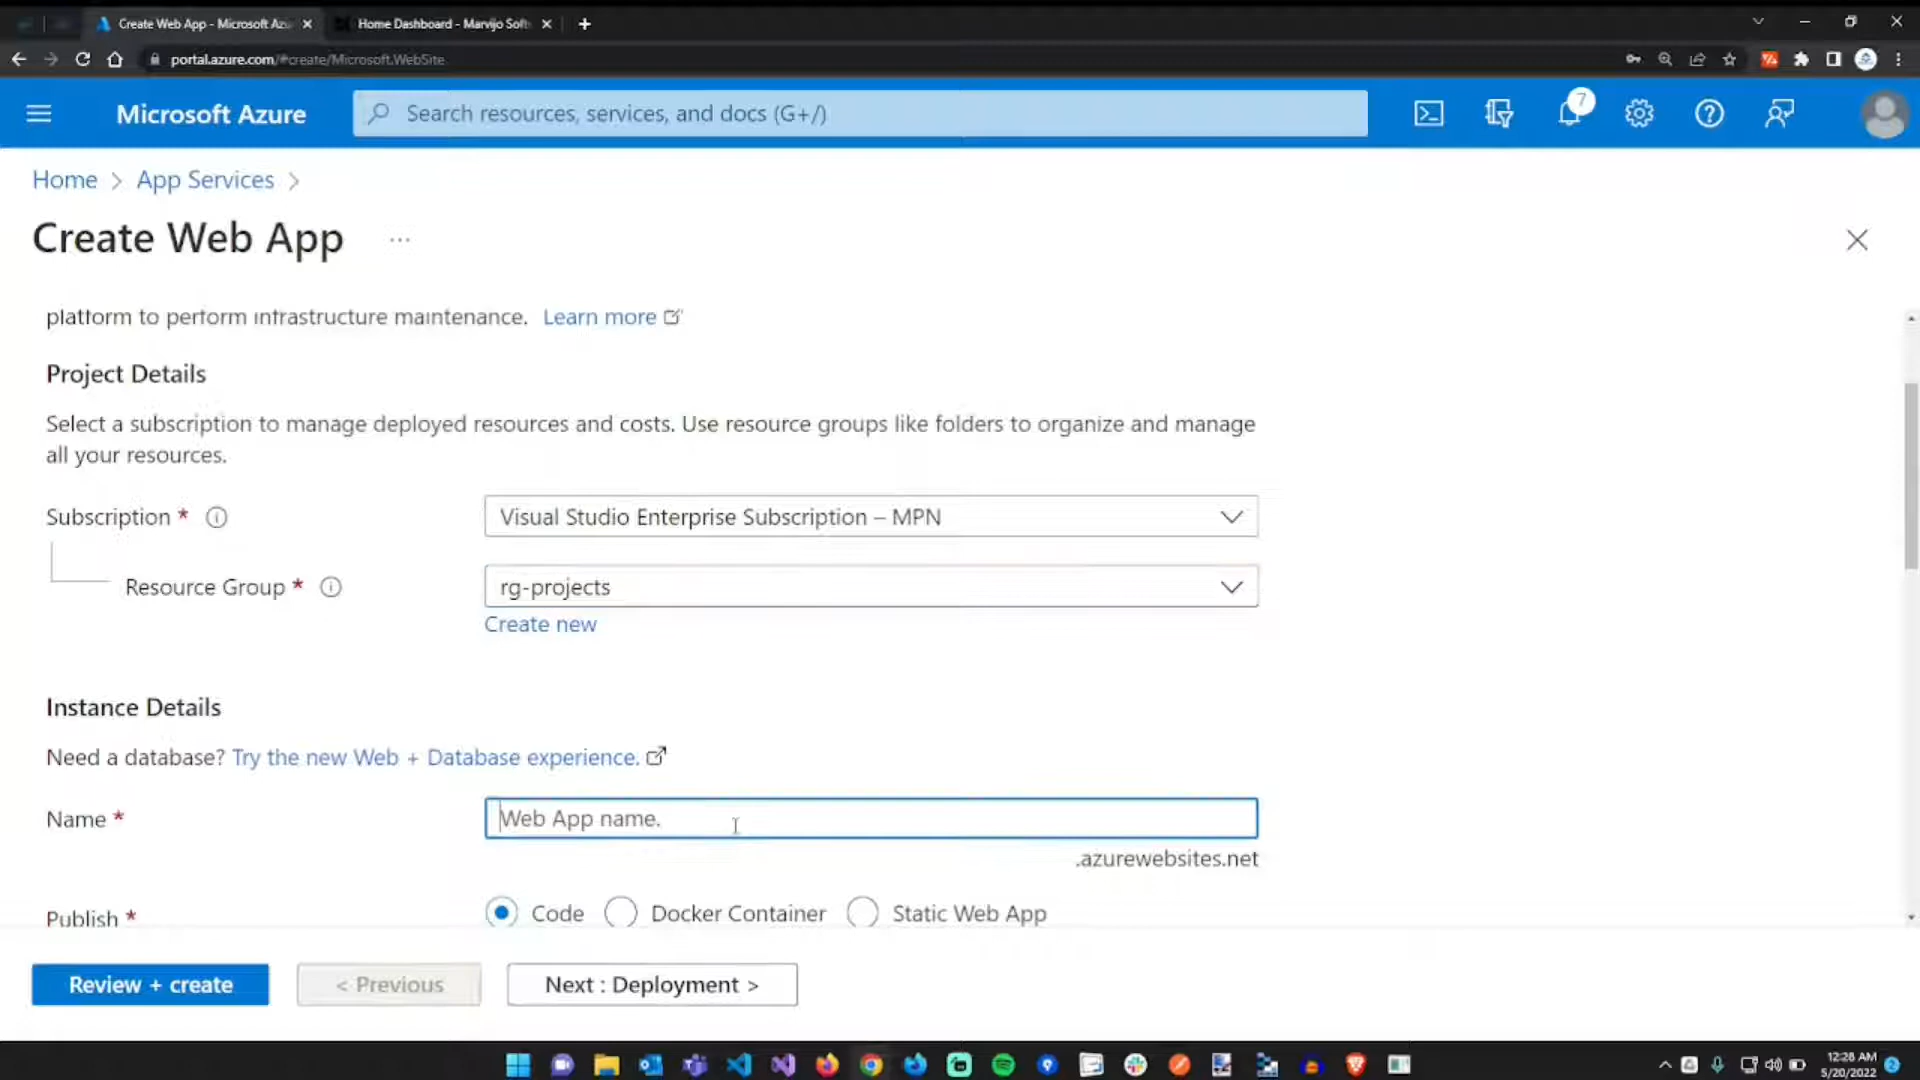 Create Web App - Microsoft Azu
Home Dashboard - Marvijo Soft
portal.azure.com/#create/Microsoft.WebSite
Microsoft Azure
Search resources, services, and docs (G+/)
7
Home > App Services >
Create Web App ...
platform to perform infrastructure maintenance. Learn more
Project Details
Select a subscription to manage deployed resources and costs. Use resource groups like folders to organize and manage
all your resources.
Subscription *
Visual Studio Enterprise Subscription – MPN
Resource Group *
rg-projects
Create new
Instance Details
Need a database? Try the new Web + Database experience.
Name *
Web App name.
.azurewebsites.net
Publish *
Code
Docker Container
Static Web App
Review + create
< Previous
Next : Deployment >
12:28 AM
5/20/2022
2